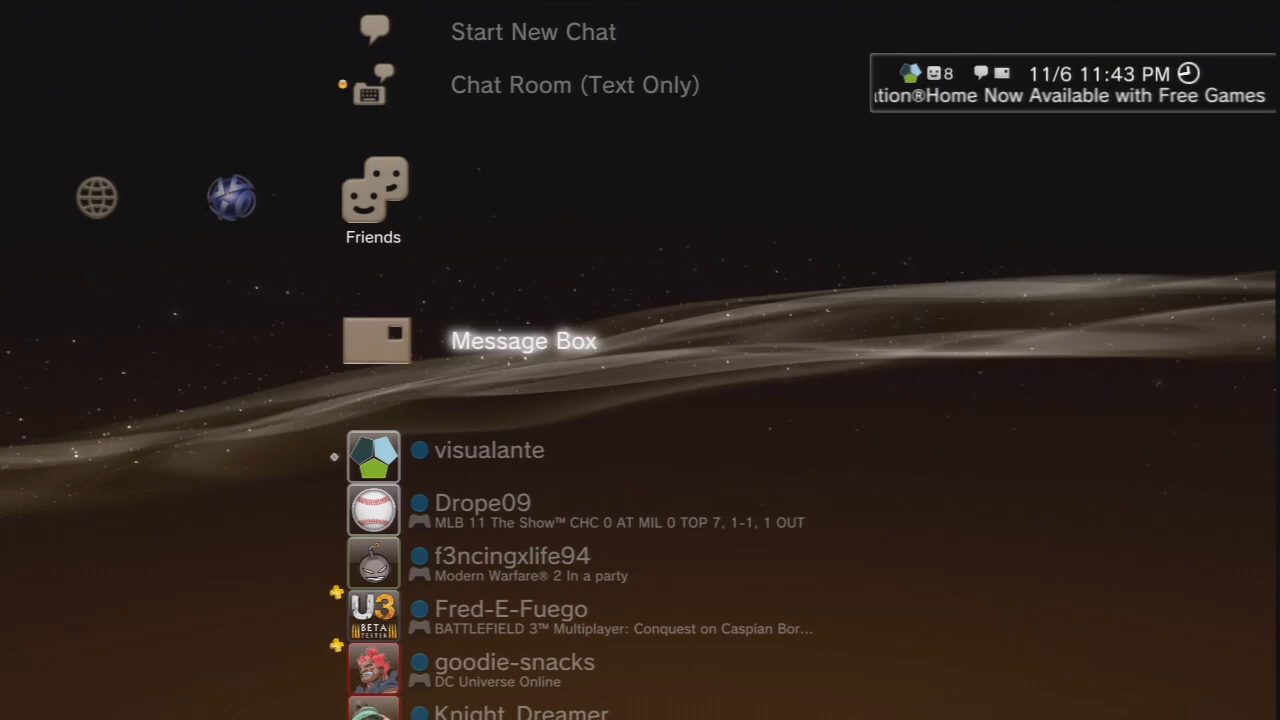 Start New Chat
Chat Room (Text Only)
8 11/6 11:43 PM
tion®Home Now Available with Free Games
Friends
Message Box
visualante
Drope09
MLB 11 The Show™ CHC 0 AT MIL 0 TOP 7, 1-1, 1 OUT
f3ncingxlife94
Modern Warfare® 2 In a party
U3
BETA
TESTER
Fred-E-Fuego
BATTLEFIELD 3™ Multiplayer: Conquest on Caspian Bor...
goodie-snacks
DC Universe Online
Knight_Dreamer